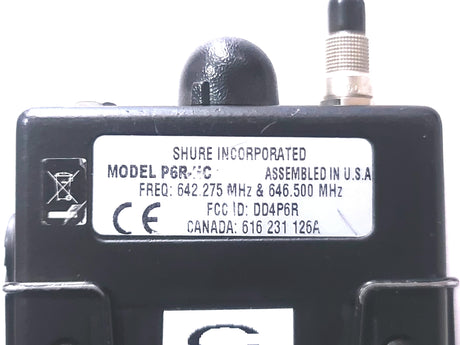 SHURE INCORPORATED
MODEL ASSEMBLED IN U.S.A.
FREQ: 642.275 MHz & 646.500 MHz
FCC ID: DD4P6R
CE CANADA: 616 231 126A